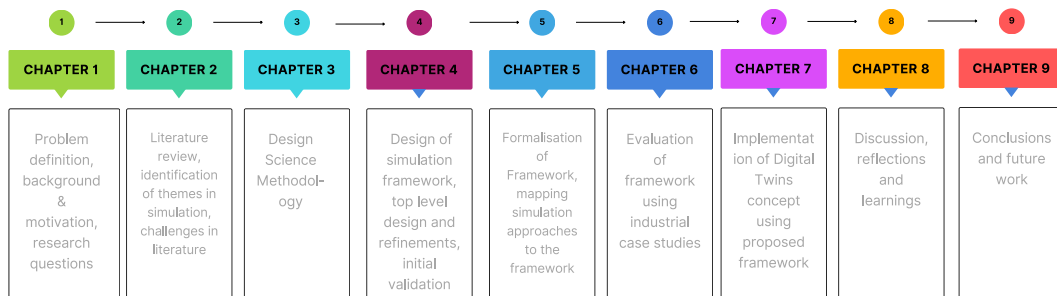 1
2
3
4
5
6
7
8
9
CHAPTER 1
CHAPTER 2
CHAPTER 3
CHAPTER 4
CHAPTER 5
CHAPTER 6
CHAPTER 7
CHAPTER 8
CHAPTER 9
Problem
definition,
background
&
motivation,
research
questions
Literature
review,
identification
of themes in
simulation,
challenges in
literature
Design
Science
Methodol-
ogy
Design of
simulation
framework,
top level
design and
refinements,
initial
validation
Formalisation
of
Framework,
mapping
simulation
approaches
to the
framework
Evaluation
of
framework
using
industrial
case studies
Implementat
ion of Digital
Twins
concept
using
proposed
framework
Discussion,
reflections
and
learnings
Conclusions
and future
work